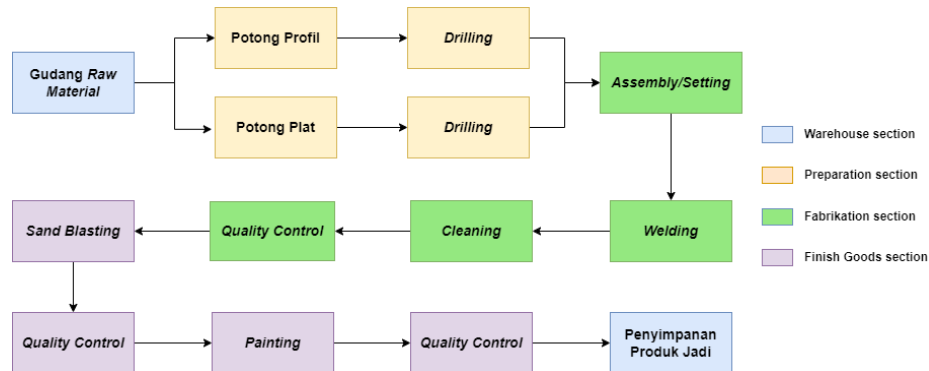 Potong Profil
Drilling
Gudang Raw
Material
Assembly/Setting
Potong Plat
Drilling
Warehouse section
Preparation section
Fabrikation section
Finish Goods section
Sand Blasting
Quality Control
Cleaning
Welding
Quality Control
Painting
Quality Control
Penyimpanan
Produk Jadi